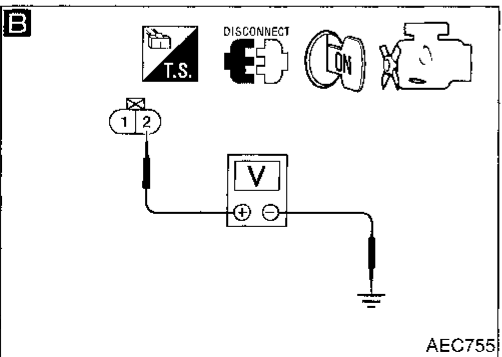 B
DISCONNECT
T.S.
ON
1 2
V
+ −
AEC755